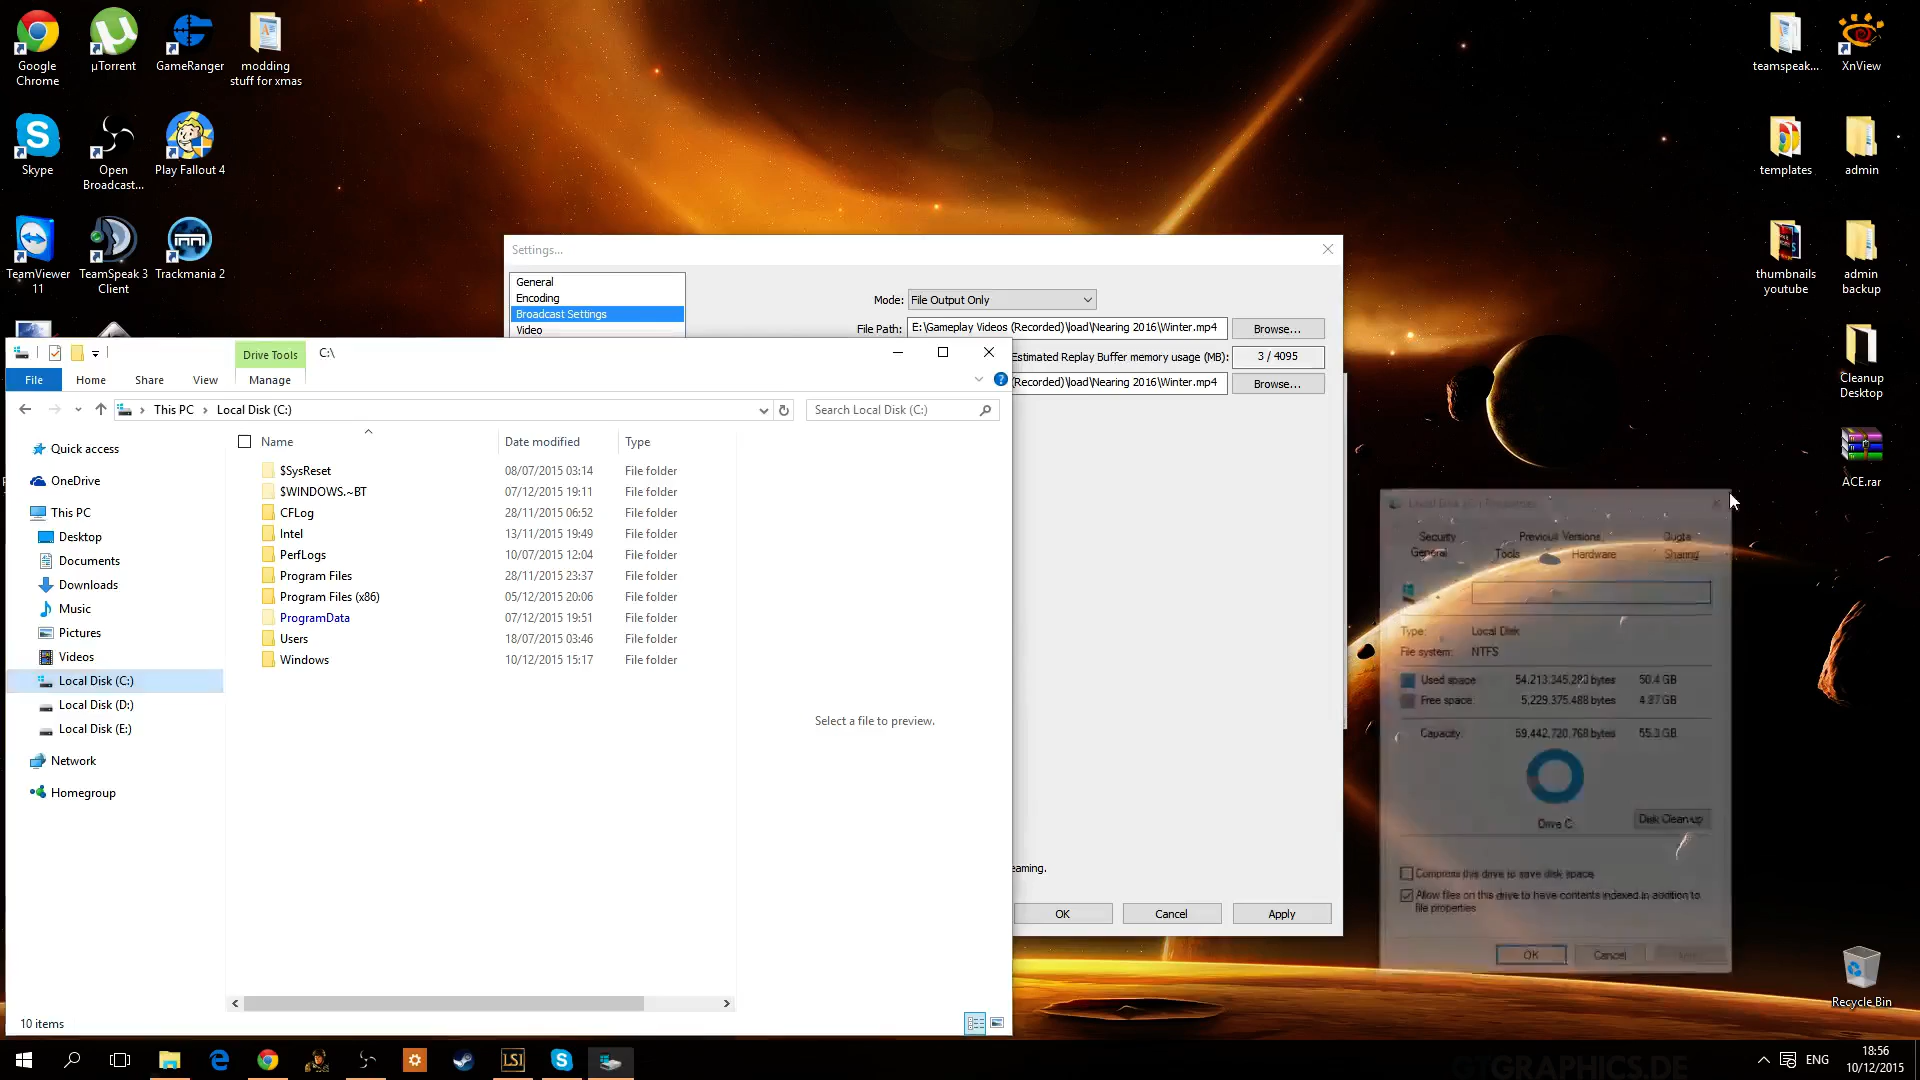 Google
Chrome
µTorrent
GameRanger
modding
stuff for xmas
Skype
Open
Broadcast...
Play Fallout 4
TeamViewer
11
TeamSpeak 3
Client
Trackmania 2
teamspeak...
XnView
templates
admin
thumbnails
youtube
admin
backup
Cleanup
Desktop
ACE.rar
Recycle Bin
Settings...
General
Encoding
Broadcast Settings
Video
Mode:
File Output Only
File Path:
E:\Gameplay Videos (Recorded)\load\Nearing 2016\Winter.mp4
Browse...
Estimated Replay Buffer memory usage (MB):
3 / 4095
(Recorded)\load\Nearing 2016\Winter.mp4
Browse...
eaming.
OK
Cancel
Apply
Drive Tools
C:\
File
Home
Share
View
Manage
This PC
Local Disk (C:)
Search Local Disk (C:)
Name
Date modified
Type
$SysReset 08/07/2015 03:14 File folder
$WINDOWS.~BT 07/12/2015 19:11 File folder
CFLog 28/11/2015 06:52 File folder
Intel 13/11/2015 19:49 File folder
PerfLogs 10/07/2015 12:04 File folder
Program Files 28/11/2015 23:37 File folder
Program Files (x86) 05/12/2015 20:06 File folder
ProgramData 07/12/2015 19:51 File folder
Users 18/07/2015 03:46 File folder
Windows 10/12/2015 15:17 File folder
Quick access
OneDrive
This PC
Desktop
Documents
Downloads
Music
Pictures
Videos
Local Disk (C:)
Local Disk (D:)
Local Disk (E:)
Network
Homegroup
Select a file to preview.
10 items
Local Disk (C:) Properties
Security
Previous Versions
Quota
General
Tools
Hardware
Sharing
Type: Local Disk
File system: NTFS
Used space: 54,213,345,280 bytes 50.4 GB
Free space: 5,229,375,488 bytes 4.87 GB
Capacity: 59,442,720,768 bytes 55.3 GB
Drive C:
Disk Clean-up
Compress this drive to save disk space
Allow files on this drive to have contents indexed in addition to
file properties
OK
Cancel
LSI
GTGRAPHICS.DE
ENG
18:56
10/12/2015